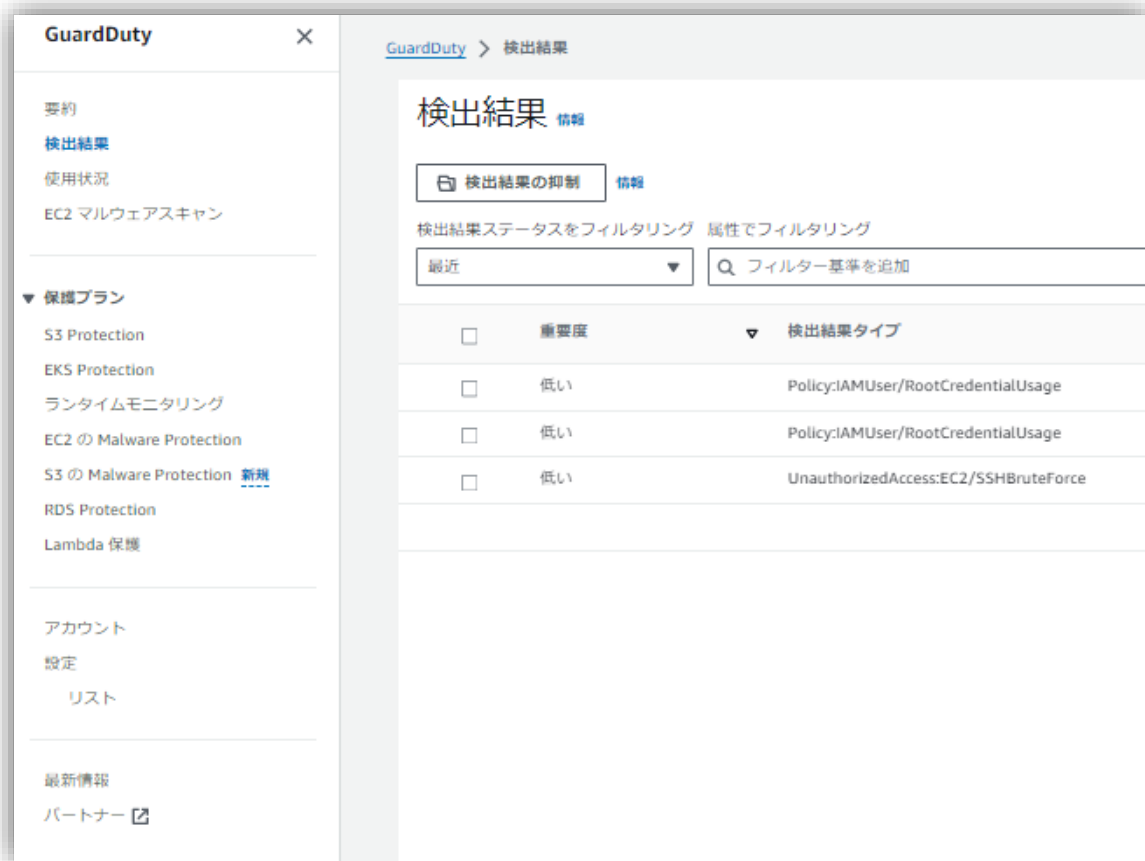 GuardDuty
要約
検出結果
使用状況
EC2 マルウェアスキャン
保護プラン
S3 Protection
EKS Protection
ランタイムモニタリング
EC2 の Malware Protection
S3 の Malware Protection 新規
RDS Protection
Lambda 保護
アカウント
設定
リスト
最新情報
パートナー
GuardDuty 検出結果
検出結果 情報
検出結果の抑制 情報
検出結果ステータスをフィルタリング 属性でフィルタリング
最近 フィルター基準を追加
重要度 検出結果タイプ
低い Policy:IAMUser/RootCredentialUsage
低い Policy:IAMUser/RootCredentialUsage
低い UnauthorizedAccess:EC2/SSHBruteForce